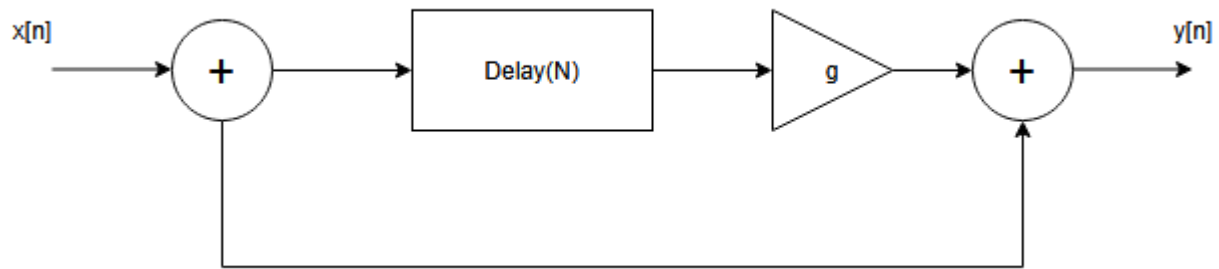 x[n]
+
Delay(N)
g
+
y[n]